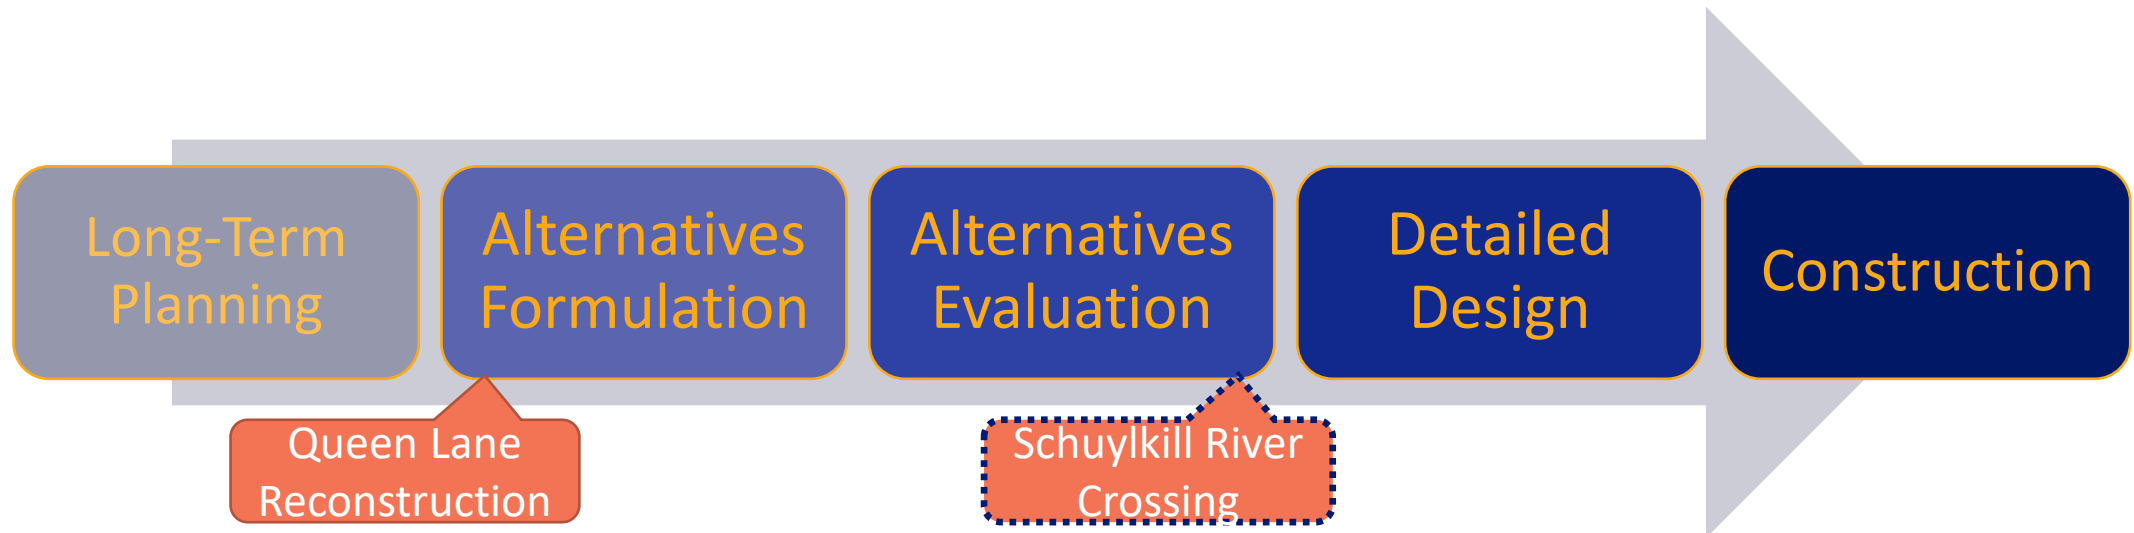 Long-Term
Planning
Alternatives
Formulation
Alternatives
Evaluation
Detailed
Design
Construction
Queen Lane
Reconstruction
Schuylkill River
Crossing